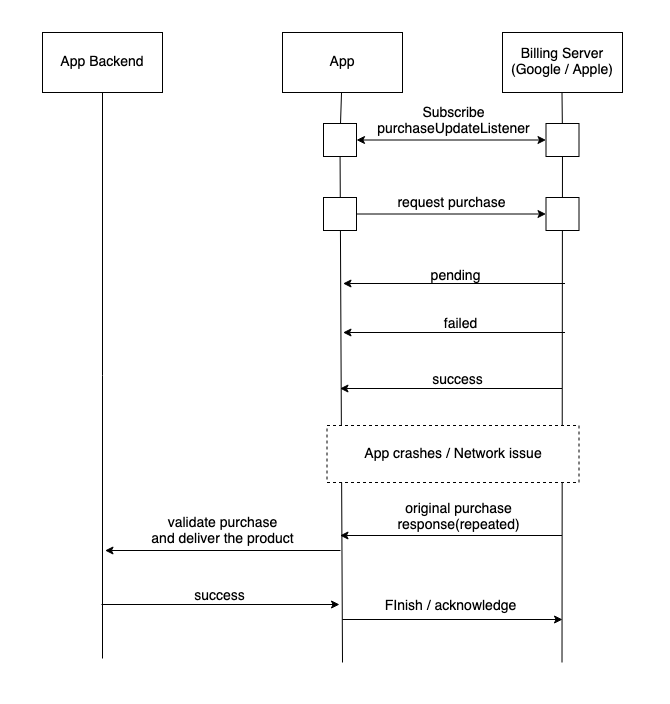 App Backend
App
Billing Server
(Google / Apple)
Subscribe
purchaseUpdateListener
request purchase
pending
failed
success
App crashes / Network issue
original purchase
response(repeated)
validate purchase
and deliver the product
success
FInish / acknowledge